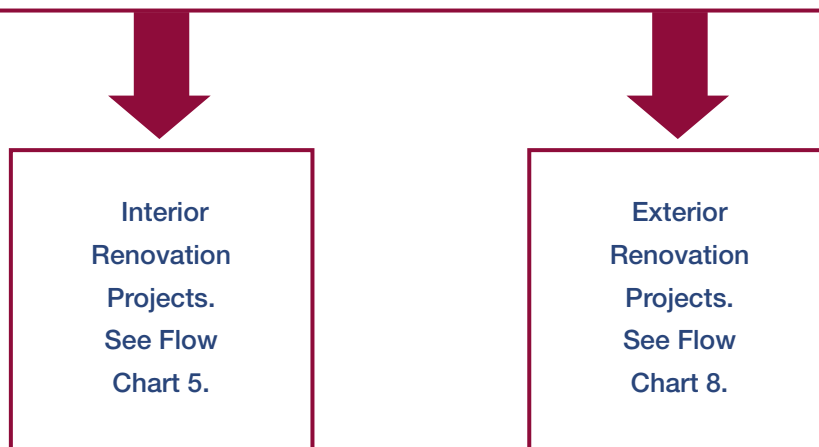 Interior
Renovation
Projects.
See Flow
Chart 5.
Exterior
Renovation
Projects.
See Flow
Chart 8.